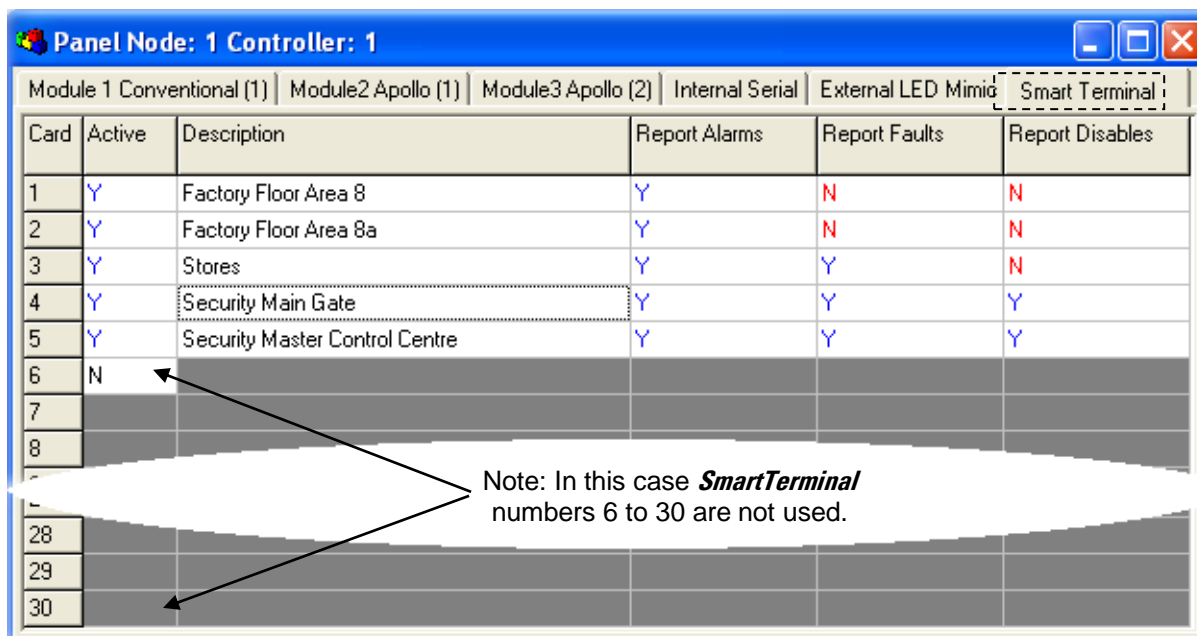 Panel Node: 1 Controller: 1
Module 1 Conventional (1) Module2 Apollo (1) Module3 Apollo (2) Internal Serial External LED Mimic Smart Terminal
Card Active Description Report Alarms Report Faults Report Disables
1 Y Factory Floor Area 8 Y N N
2 Y Factory Floor Area 8a Y N N
3 Y Stores Y Y N
4 Y Security Main Gate Y Y Y
5 Y Security Master Control Centre Y Y Y
6 N
7
8
Note: In this case SmartTerminal
numbers 6 to 30 are not used.
28
29
30